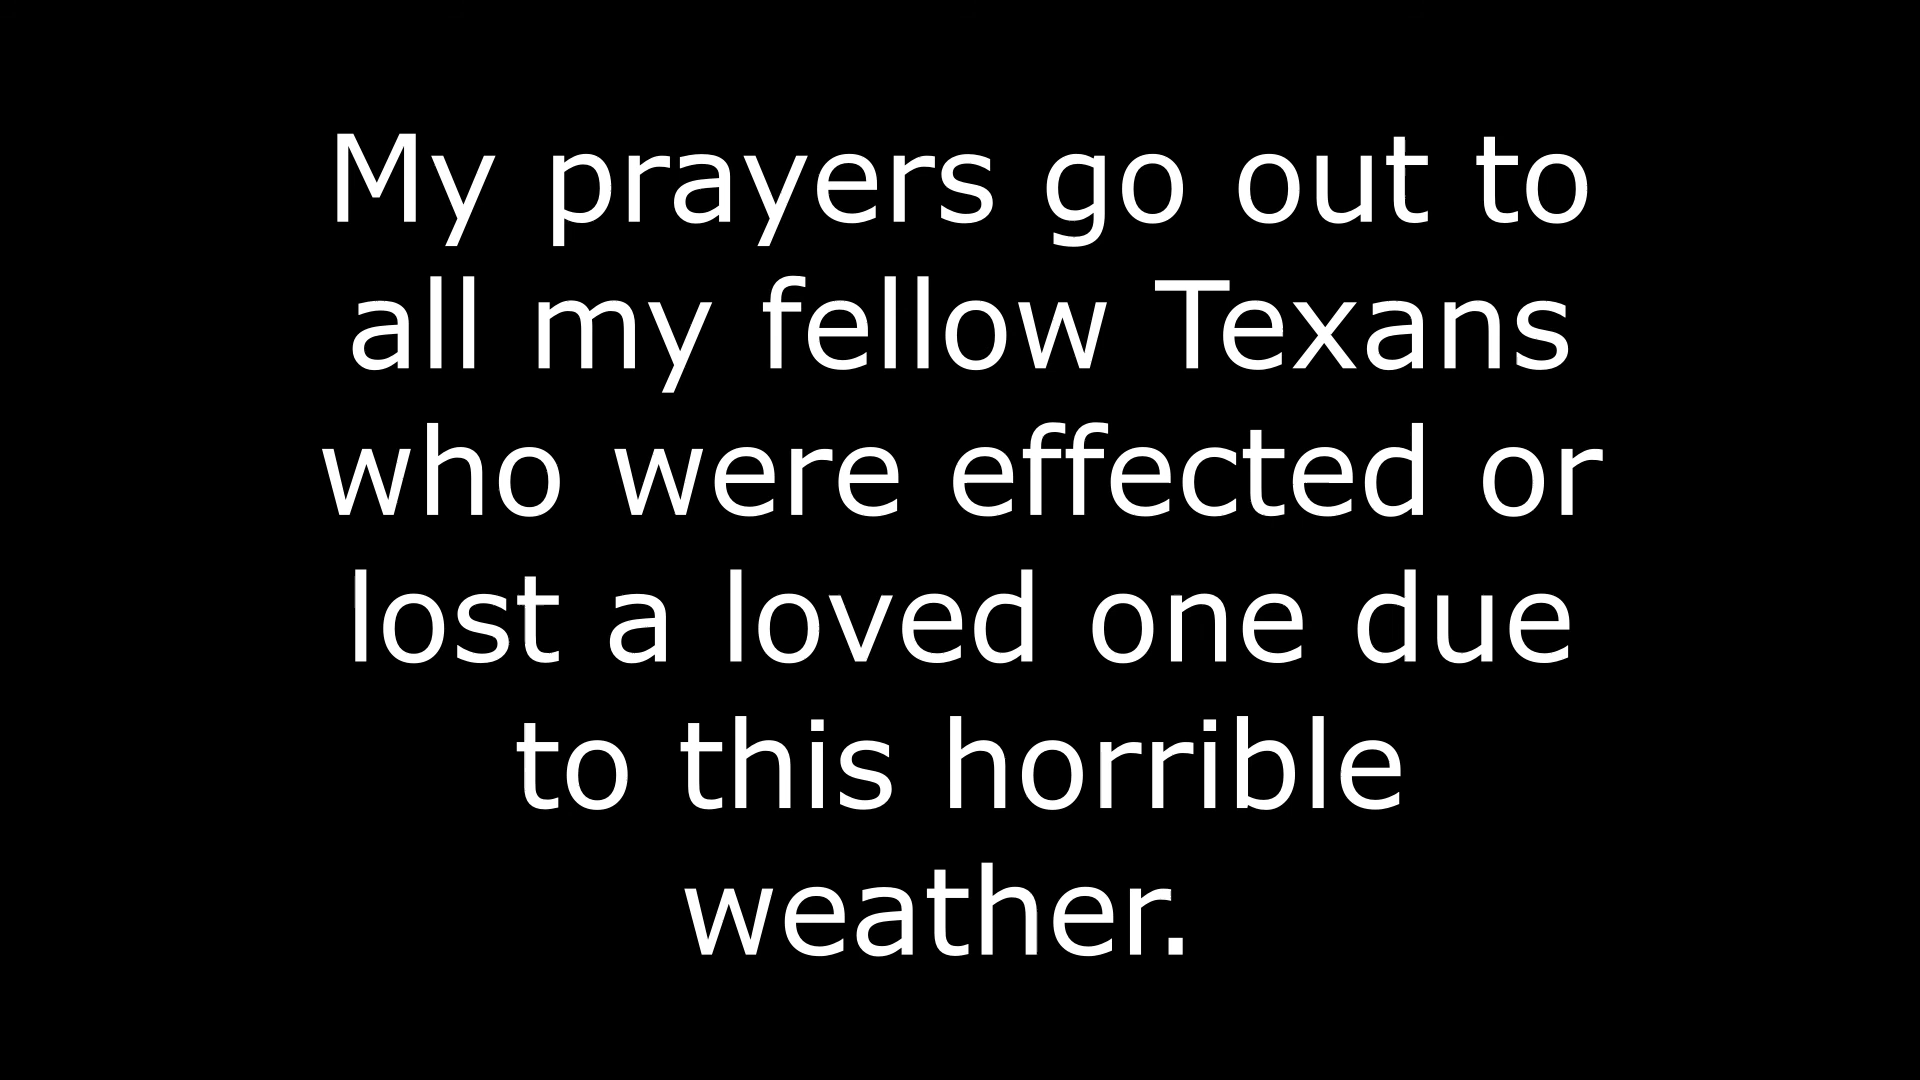 My prayers go out to
all my fellow Texans
who were effected or
lost a loved one due
to this horrible
weather.